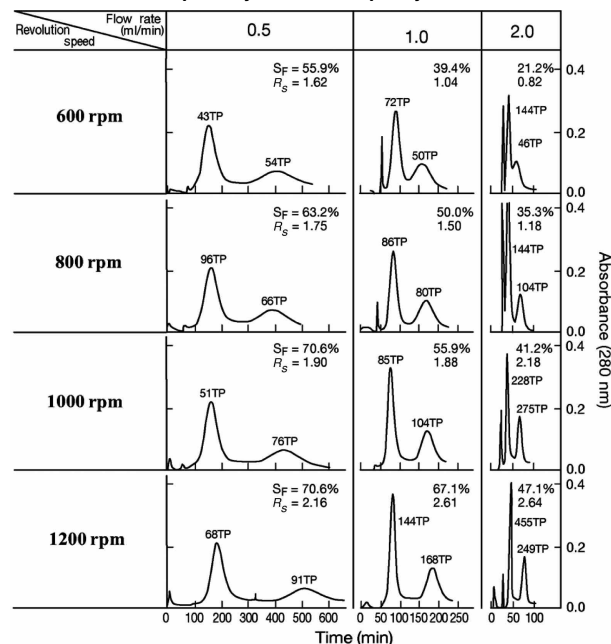 Flow rate
(ml/min)
Revolution
speed
0.5
1.0
2.0
600 rpm
SF = 55.9%
Rs = 1.62
43TP
54TP
39.4%
1.04
72TP
50TP
21.2%
0.82
144TP
46TP
0.4
0.2
0.0
800 rpm
SF = 63.2%
Rs = 1.75
96TP
66TP
50.0%
1.50
86TP
80TP
35.3%
1.18
144TP
104TP
0.4
0.2
0.0
1000 rpm
SF = 70.6%
Rs = 1.90
51TP
76TP
55.9%
1.88
85TP
104TP
41.2%
2.18
228TP
275TP
0.4
0.2
0.0
1200 rpm
SF = 70.6%
Rs = 2.16
68TP
91TP
67.1%
2.61
144TP
168TP
47.1%
2.64
455TP
249TP
0.4
0.2
0.0
Absorbance (280 nm)
0 100 200 300 400 500 600
0 50 100 150 200 250
0 50 100
Time (min)